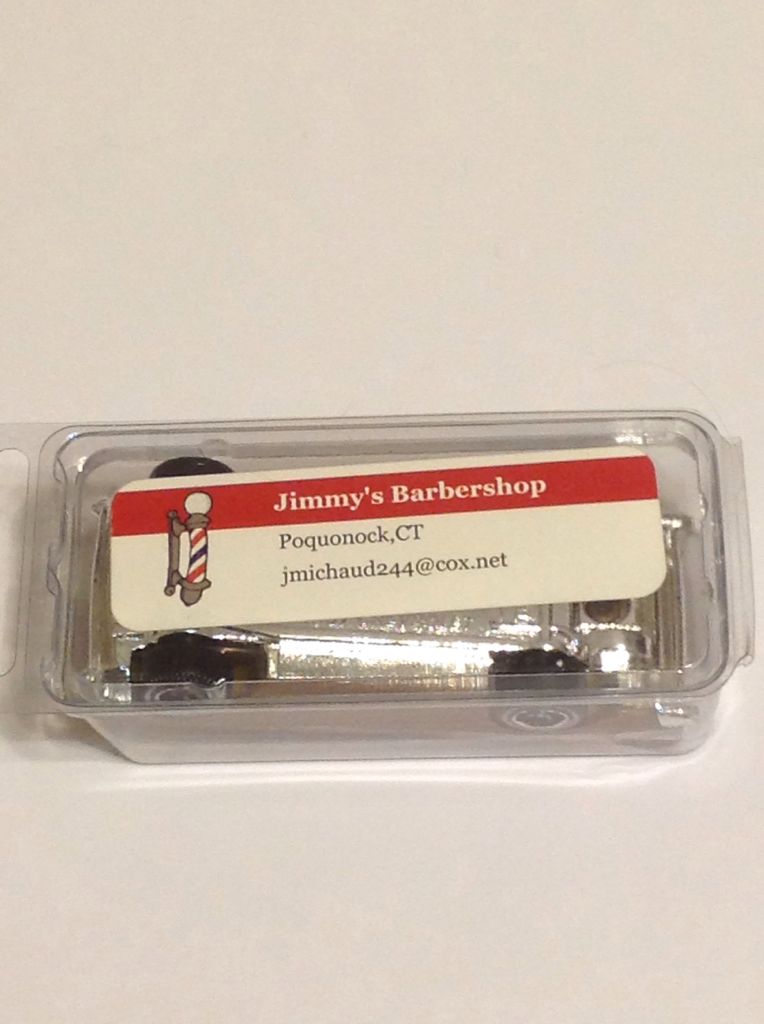 Jimmy's Barbershop
Poquonock,CT
jmichaud244@cox.net